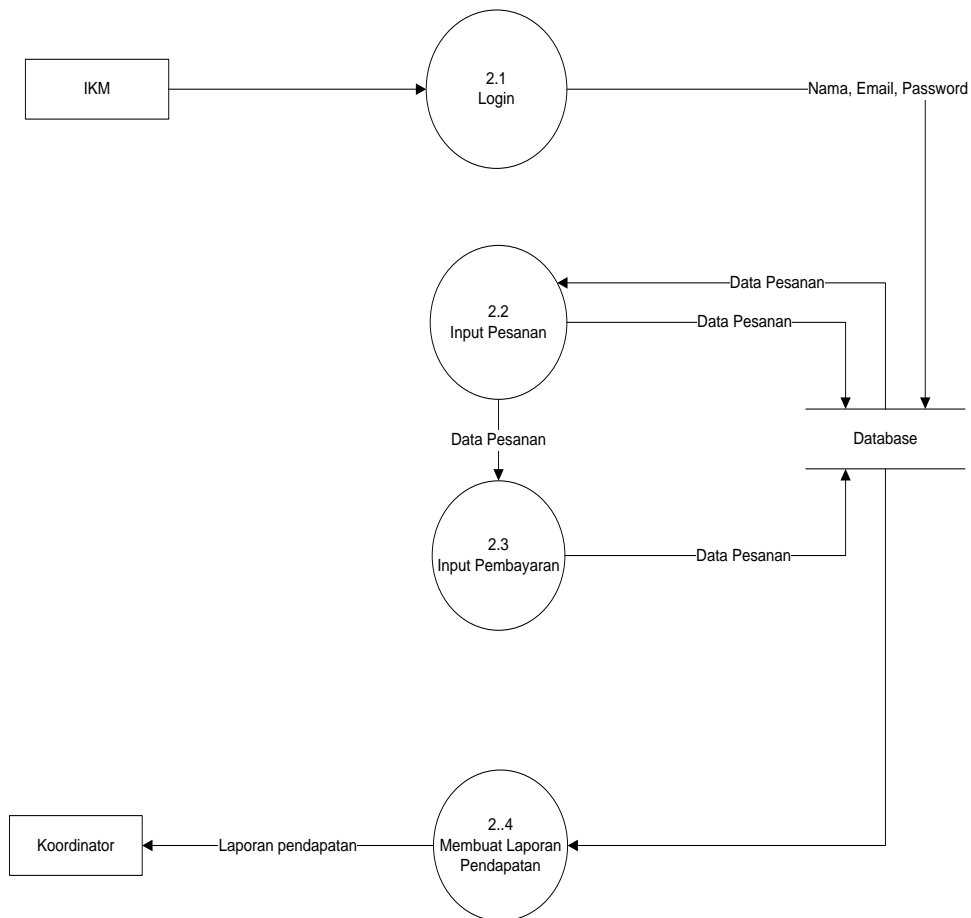 IKM
2.1
Login
Nama, Email, Password
2.2
Input Pesanan
Data Pesanan
Data Pesanan
Data Pesanan
Database
2.3
Input Pembayaran
Data Pesanan
Koordinator
Laporan pendapatan
2..4
Membuat Laporan
Pendapatan